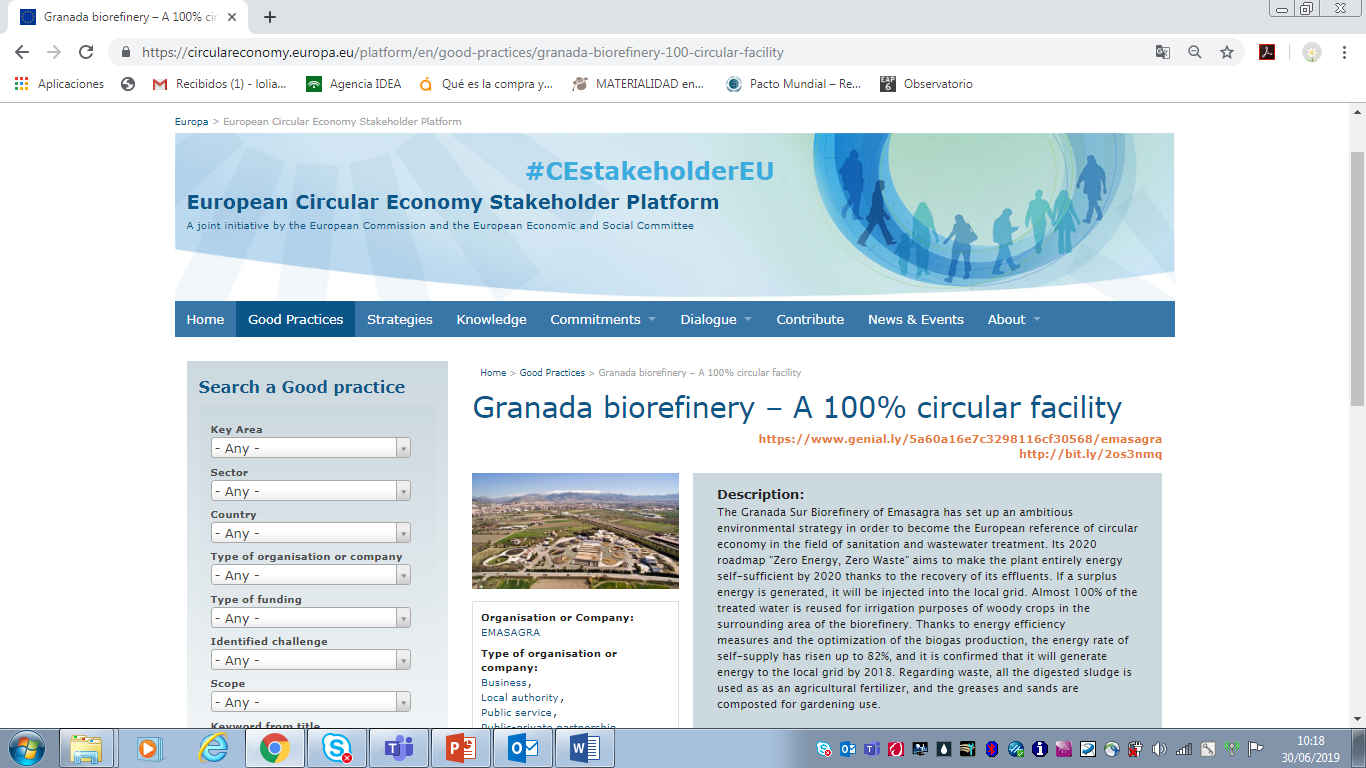 Granada biorefinery – A 100% cir
https://circulareconomy.europa.eu/platform/en/good-practices/granada-biorefinery-100-circular-facility
Aplicaciones
Recibidos (1) - lolia...
Agencia IDEA
Qué es la compra y...
MATERIALIDAD en...
Pacto Mundial – Re...
EAP 6
Observatorio
Europa > European Circular Economy Stakeholder Platform
#CEstakeholderEU
European Circular Economy Stakeholder Platform
A joint initiative by the European Commission and the European Economic and Social Committee
Home Good Practices Strategies Knowledge Commitments Dialogue Contribute News & Events About
Search a Good practice
Key Area
- Any -
Sector
- Any -
Country
- Any -
Type of organisation or company
- Any -
Type of funding
- Any -
Identified challenge
- Any -
Scope
- Any -
Keyword from title
Home > Good Practices > Granada biorefinery – A 100% circular facility
Granada biorefinery – A 100% circular facility
https://www.genial.ly/5a60a16e7c3298116cf30568/emasagra
http://bit.ly/2os3nmq
Organisation or Company:
EMASAGRA
Type of organisation or
company:
Business,
Local authority,
Public service,
Public-private partnership
Description:
The Granada Sur Biorefinery of Emasagra has set up an ambitious
environmental strategy in order to become the European reference of circular
economy in the field of sanitation and wastewater treatment. Its 2020
roadmap "Zero Energy, Zero Waste" aims to make the plant entirely energy
self-sufficient by 2020 thanks to the recovery of its effluents. If a surplus
energy is generated, it will be injected into the local grid. Almost 100% of the
treated water is reused for irrigation purposes of woody crops in the
surrounding area of the biorefinery. Thanks to energy efficiency
measures and the optimization of the biogas production, the energy rate of
self-supply has risen up to 82%, and it is confirmed that it will generate
energy to the local grid by 2018. Regarding waste, all the digested sludge is
used as as an agricultural fertilizer, and the greases and sands are
composted for gardening use.
10:18
30/06/2019